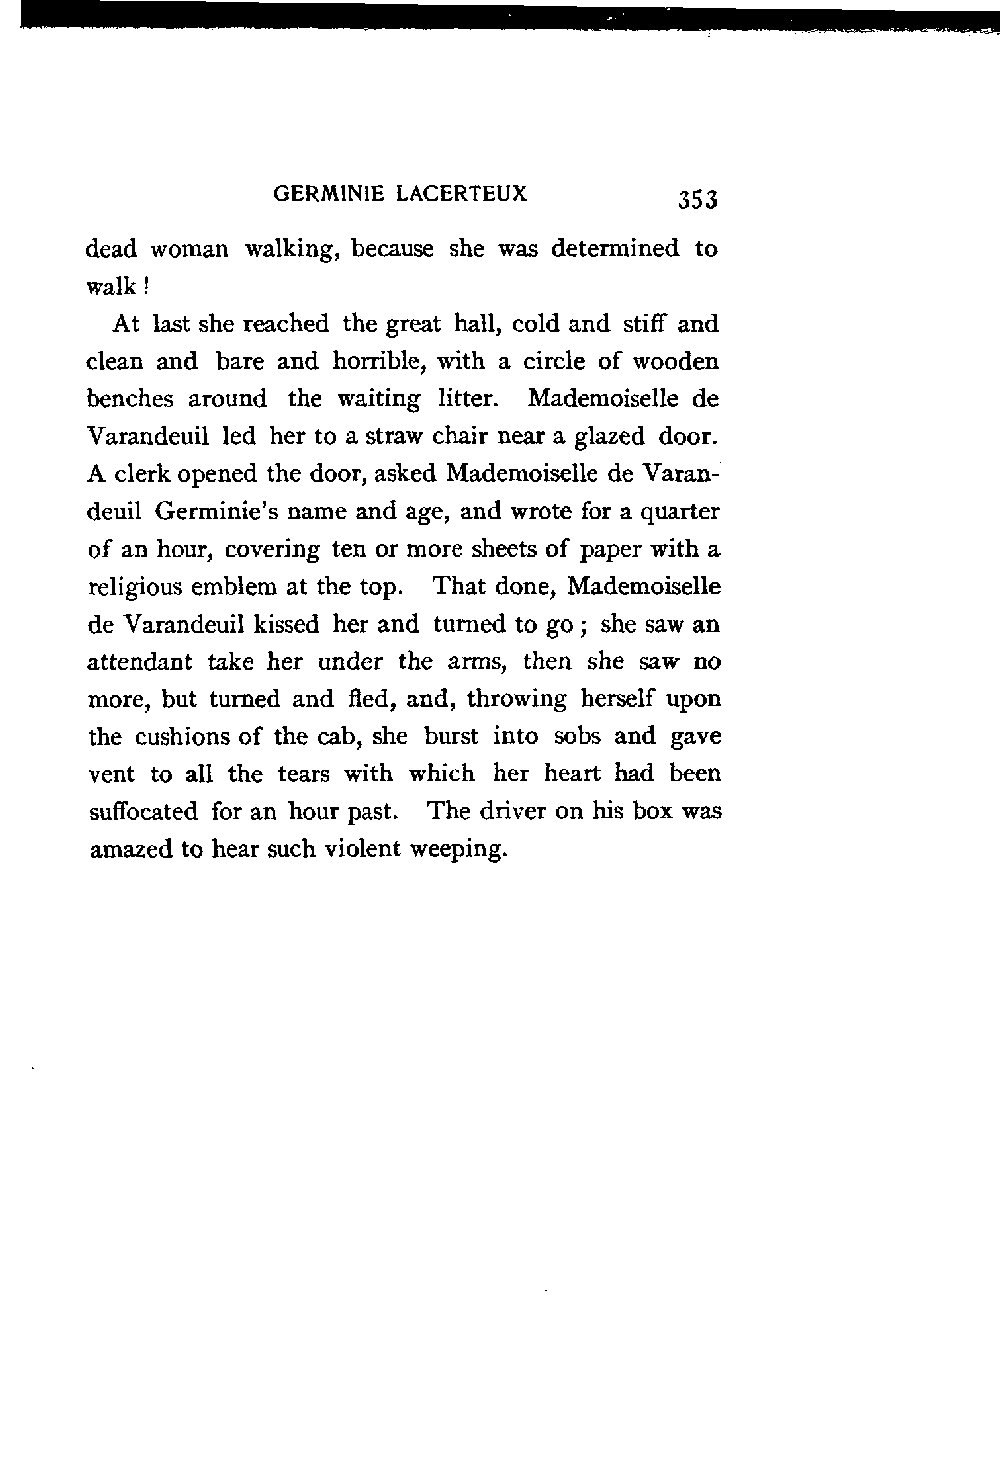 GERMINIE LACERTEUX 353
dead woman walking, because she was determined to
walk !
At last she reached the great hall, cold and stiff and
clean and bare and horrible, with a circle of wooden
benches around the waiting litter. Mademoiselle de
Varandeuil led her to a straw chair near a glazed door.
A clerk opened the door, asked Mademoiselle de Varan-
deuil Germinie's name and age, and wrote for a quarter
of an hour, covering ten or more sheets of paper with a
religious emblem at the top. That done, Mademoiselle
de Varandeuil kissed her and turned to go ; she saw an
attendant take her under the arms, then she saw no
more, but turned and fled, and, throwing herself upon
the cushions of the cab, she burst into sobs and gave
vent to all the tears with which her heart had been
suffocated for an hour past. The driver on his box was
amazed to hear such violent weeping.